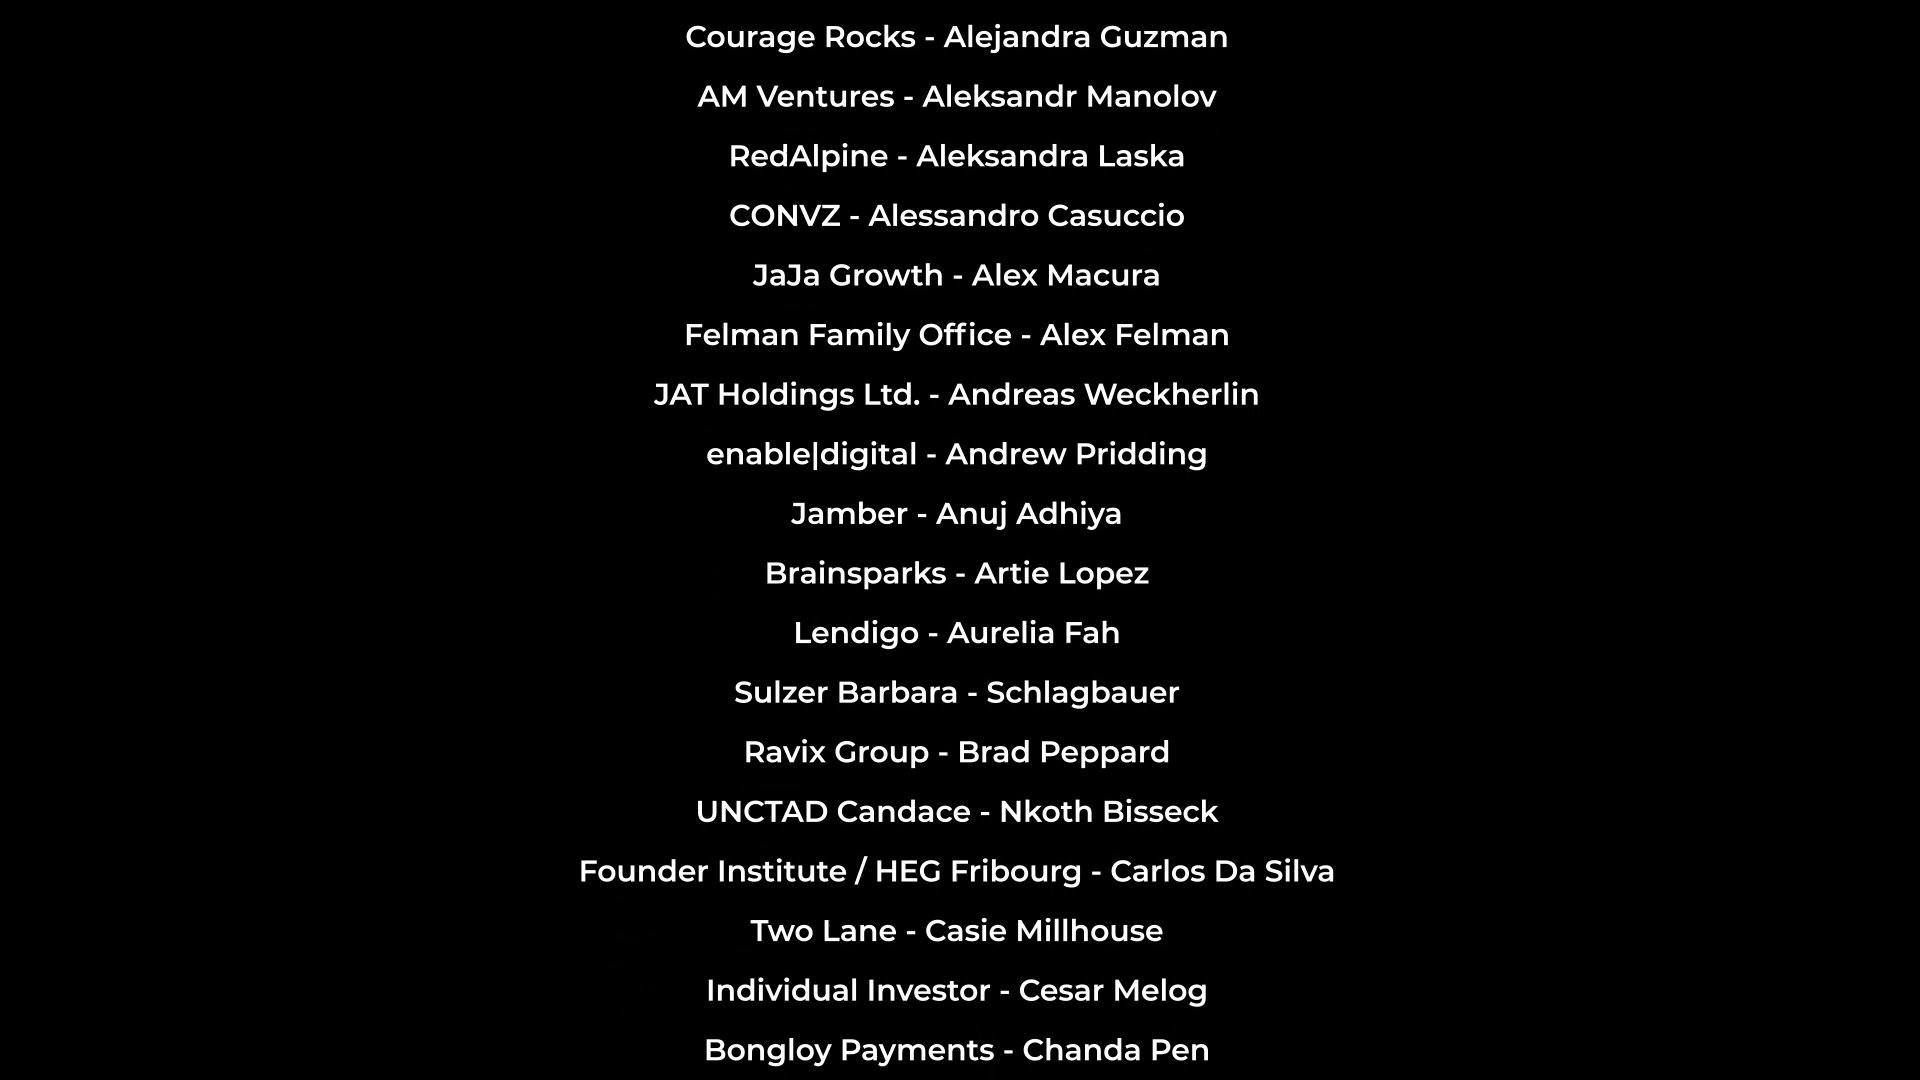 Courage Rocks - Alejandra Guzman
AM Ventures - Aleksandr Manolov
RedAlpine - Aleksandra Laska
CONVZ - Alessandro Casuccio
JaJa Growth - Alex Macura
Felman Family Office - Alex Felman
JAT Holdings Ltd. - Andreas Weckherlin
enable|digital - Andrew Pridding
Jamber - Anuj Adhiya
Brainsparks - Artie Lopez
Lendigo - Aurelia Fah
Sulzer Barbara - Schlagbauer
Ravix Group - Brad Peppard
UNCTAD Candace - Nkoth Bisseck
Founder Institute / HEG Fribourg - Carlos Da Silva
Two Lane - Casie Millhouse
Individual Investor - Cesar Melog
Bongloy Payments - Chanda Pen